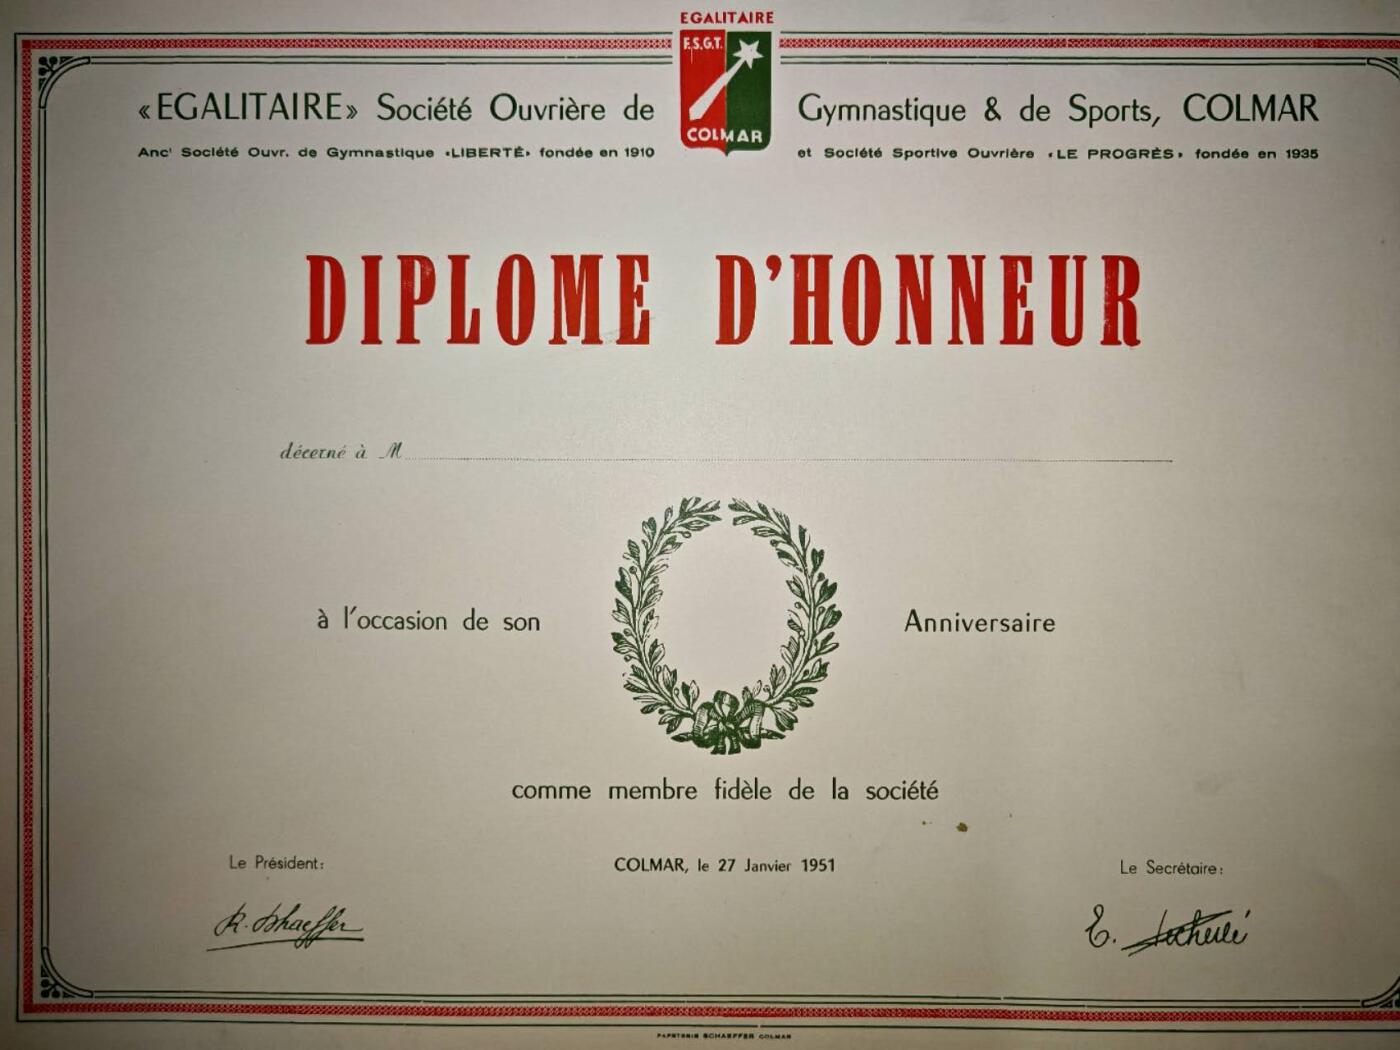 EGALITAIRE
F.S.G.T.
COLMAR
«EGALITAIRE» Société Ouvrière de Gymnastique & de Sports, COLMAR
Anc' Société Ouvr. de Gymnastique «LIBERTÉ» fondée en 1910 et Société Sportive Ouvrière «LE PROGRÈS» fondée en 1935
DIPLOME D'HONNEUR
décerné à M
à l'occasion de son Anniversaire
comme membre fidèle de la société
Le Président: COLMAR, le 27 Janvier 1951 Le Secrétaire:
R. Schaeffer E.
PAPETERIE SCHAEFFER COLMAR